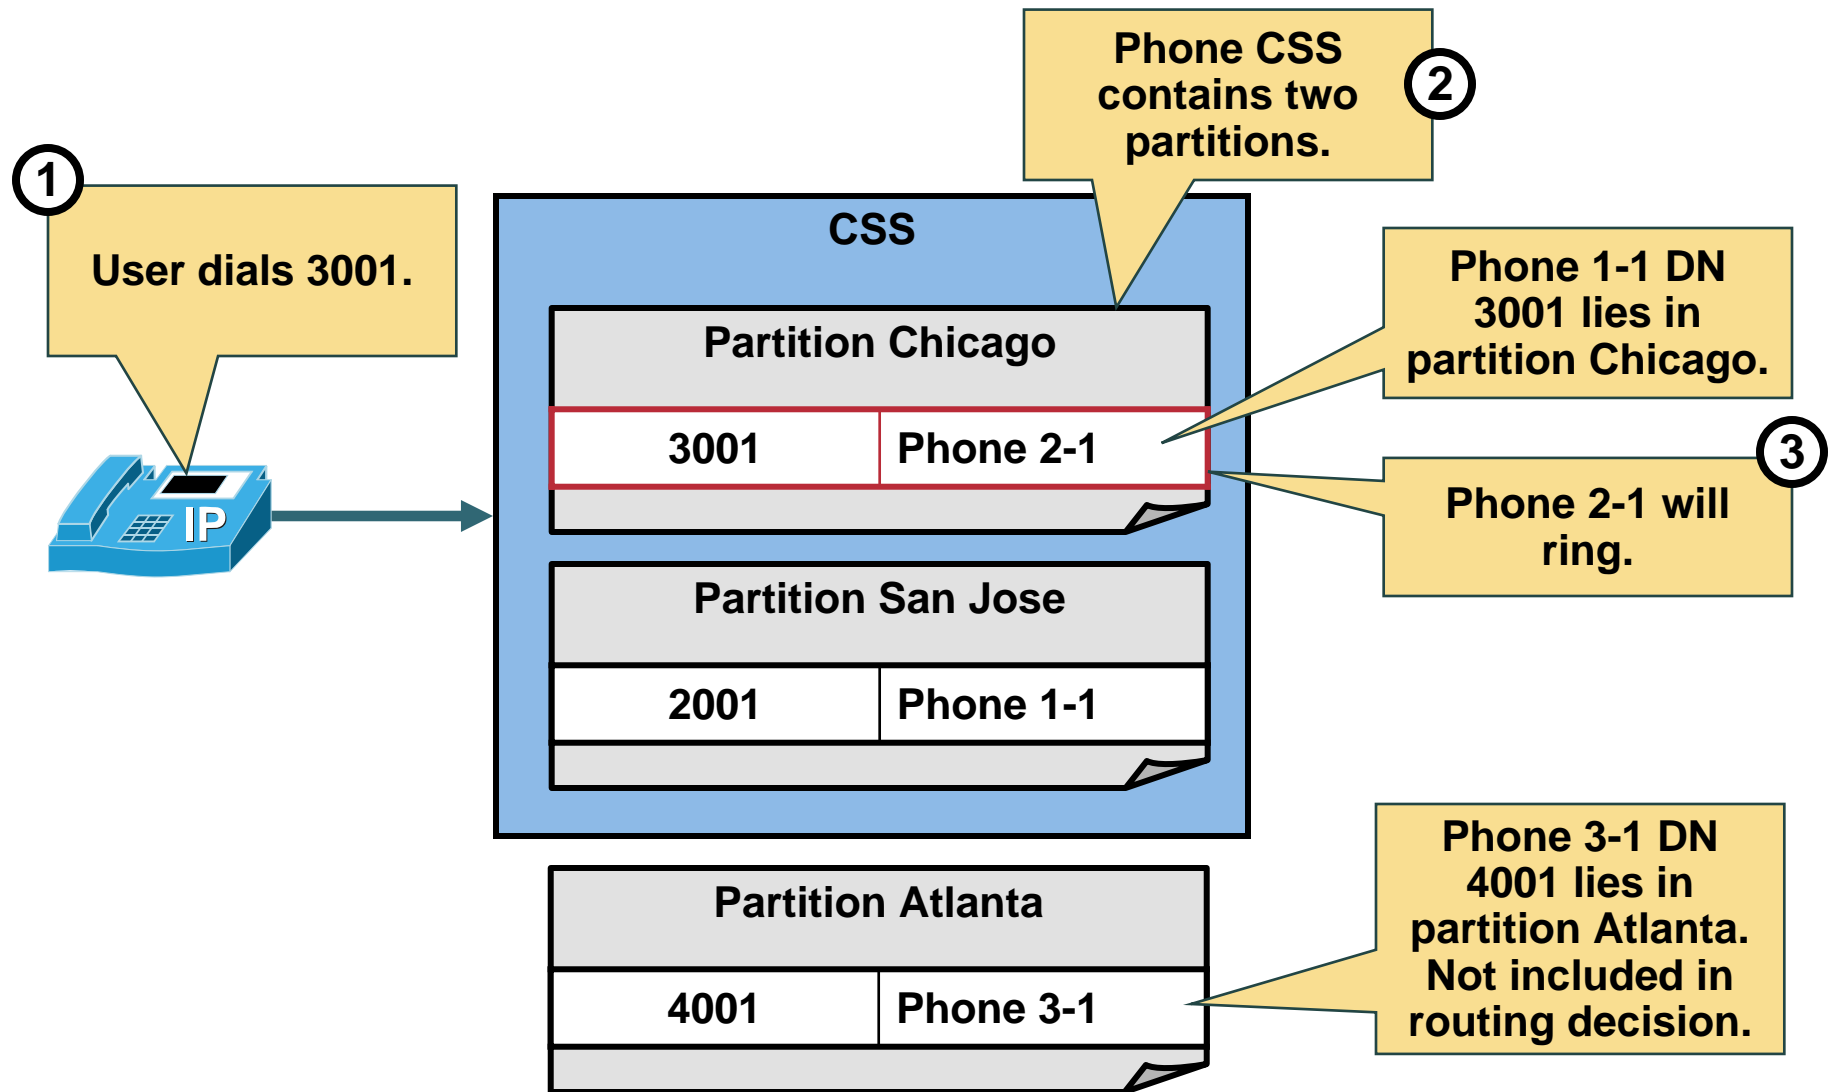 Phone CSS
contains two
partitions.
2
1
User dials 3001.
CSS
Phone 1-1 DN
3001 lies in
partition Chicago.
Partition Chicago
3001 Phone 2-1
3
Phone 2-1 will
ring.
IP
Partition San Jose
2001 Phone 1-1
Phone 3-1 DN
4001 lies in
partition Atlanta.
Not included in
routing decision.
Partition Atlanta
4001 Phone 3-1